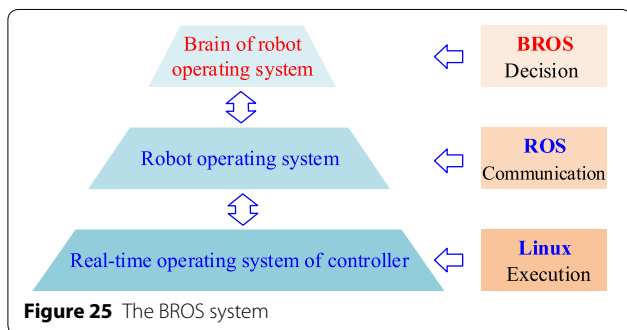 Brain of robot
operating system
BROS
Decision
Robot operating system
ROS
Communication
Real-time operating system of controller
Linux
Execution
Figure 25 The BROS system